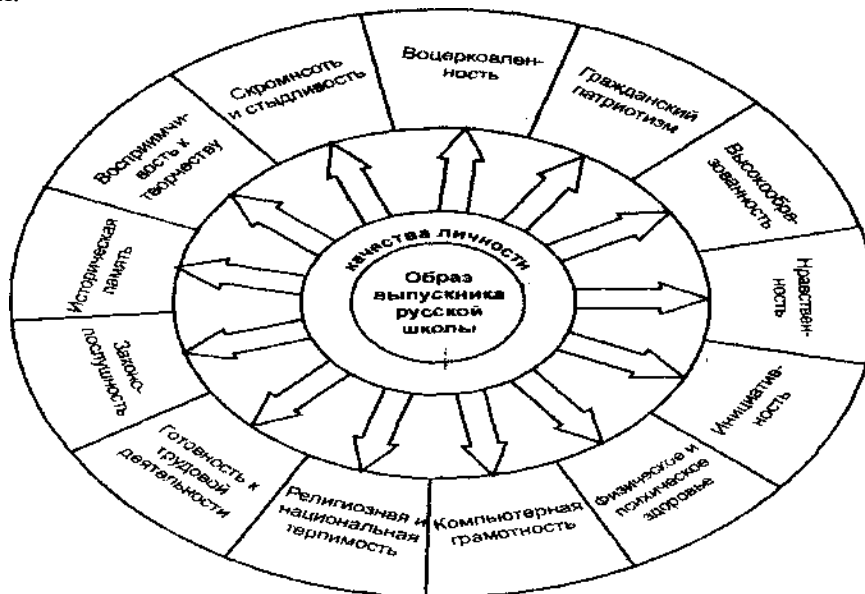 Воцерковлен-
ность
Гражданский
патриотизм
Высокообра-
зованность
Нравствен-
ность
Инициатив-
ность
Физическое и
психическое
здоровье
Компьютерная
грамотность
Религиозная и
национальная
терпимость
Готовность к
трудовой
деятельности
Законо-
послушность
Историческая
память
Восприимчи-
вость к
творчеству
Скромность
и стыдливость
качества личности
Образ
выпускника
русской
школы